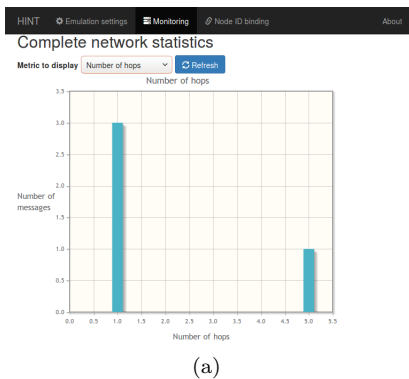 HINT Emulation settings Monitoring Node ID binding About
Complete network statistics
Metric to display Number of hops Refresh
Number of hops
3.5
3.0
2.5
2.0
Number of
messages
1.5
1.0
0.5
0.0
0.0 0.5 1.0 1.5 2.0 2.5 3.0 3.5 4.0 4.5 5.0 5.5
Number of hops
(a)